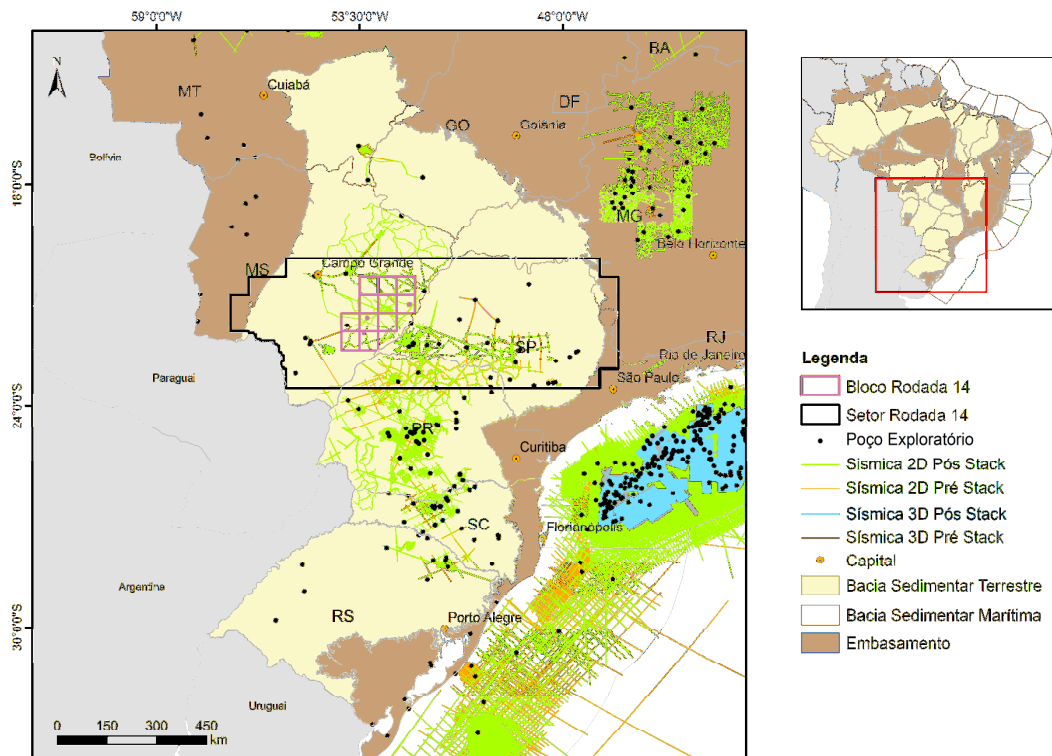 59°0'0"W
53°30'0"W
48°0'0"W
18°0'0"S
24°0'0"S
30°0'0"S
N
BA
MT
Cuiabá
DF
GO
Goiânia
Bolívia
MG
Belo Horizonte
MS
Campo Grande
RJ
Rio de Janeiro
SP
São Paulo
Paraguai
PR
Curitiba
SC
Florianópolis
Argentina
RS
Porto Alegre
Uruguai
0 150 300 450
km
Legenda
Bloco Rodada 14
Setor Rodada 14
Poço Exploratório
Sísmica 2D Pós Stack
Sísmica 2D Pré Stack
Sísmica 3D Pós Stack
Sísmica 3D Pré Stack
Capital
Bacia Sedimentar Terrestre
Bacia Sedimentar Marítima
Embasamento